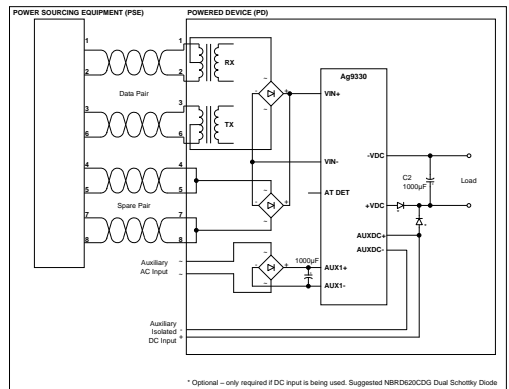 POWER SOURCING EQUIPMENT (PSE)
POWERED DEVICE (PD)
1
1
2
2
RX
Data Pair
3
3
6
6
TX
4
4
5
5
Spare Pair
7
7
8
8
~
~
-
+
~
~
-
+
Ag9330
VIN+
VIN-
AT DET
-VDC
+VDC
AUXDC+
AUXDC-
AUX1+
AUX1-
C2
1000µF
+
Load
*
*
Auxiliary
AC Input
~
~
~
~
-
+
1000µF
+
Auxiliary
Isolated
DC Input
-
+
* Optional – only required if DC input is being used. Suggested NBRD620CDG Dual Schottky Diode